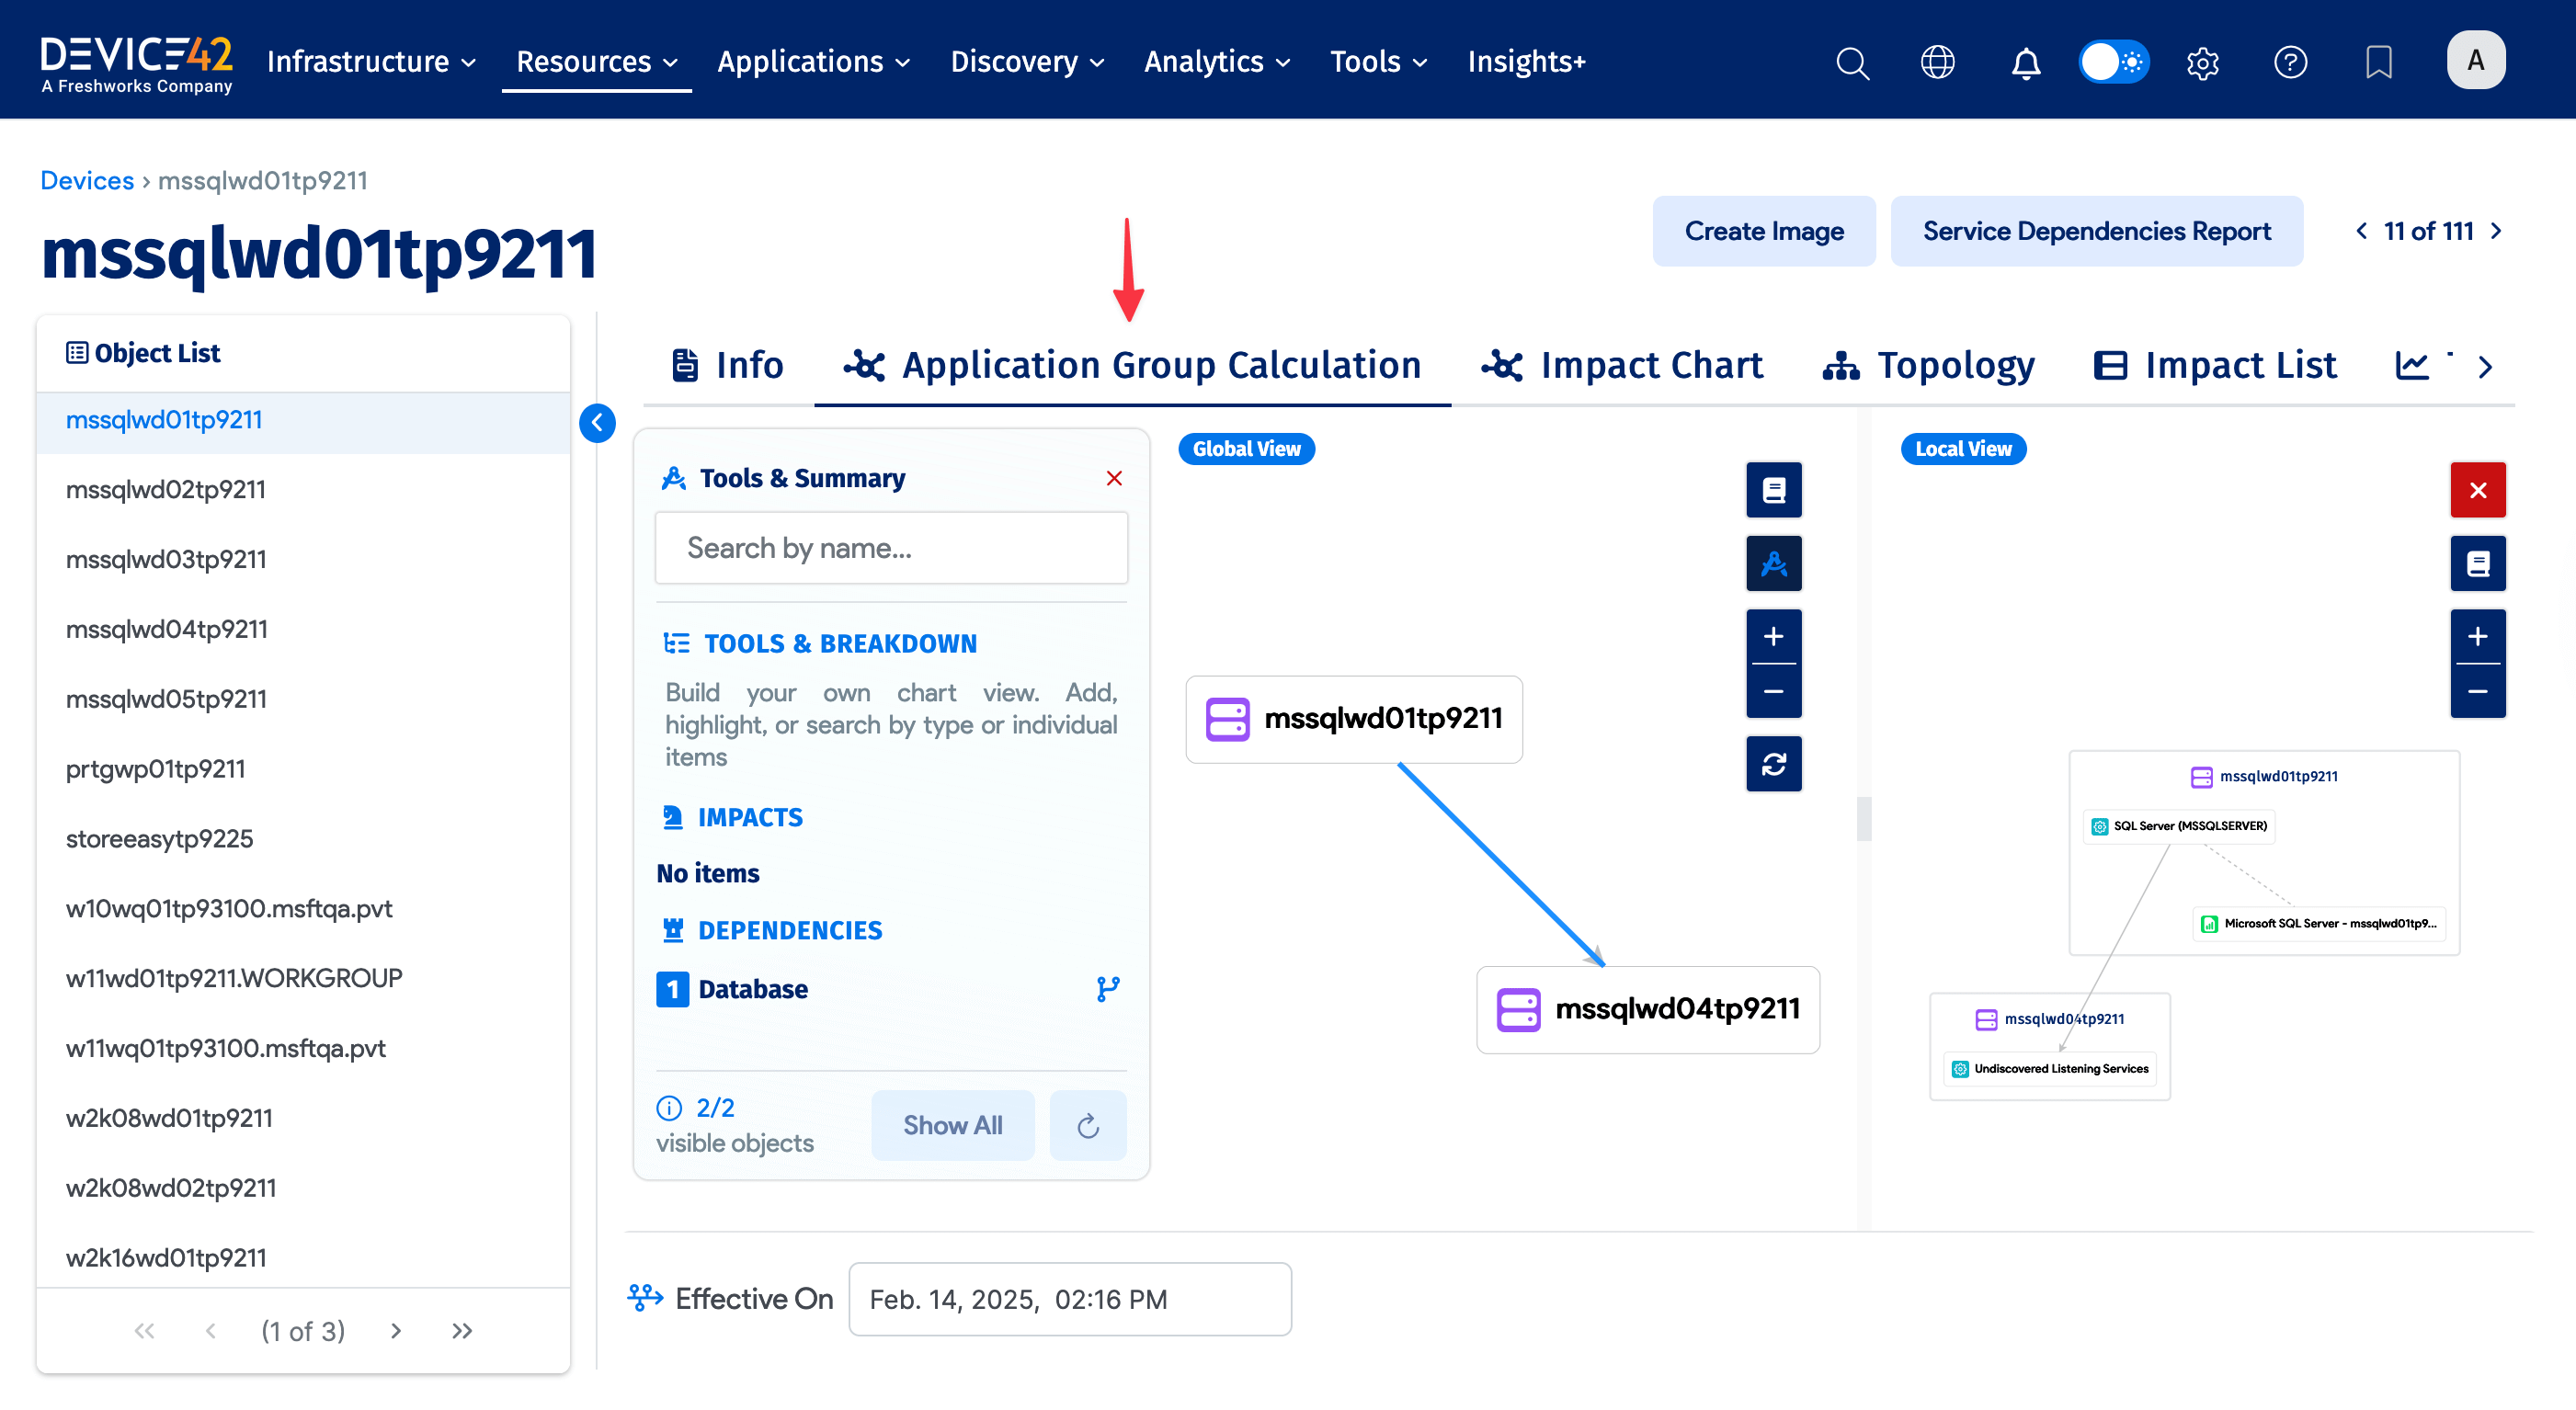 DEVICE42
A Freshworks Company
Infrastructure
Resources
Applications
Discovery
Analytics
Tools
Insights+
A
Devices › mssqlwd01tp9211
mssqlwd01tp9211
Create Image
Service Dependencies Report
11 of 111
Object List
mssqlwd01tp9211
mssqlwd02tp9211
mssqlwd03tp9211
mssqlwd04tp9211
mssqlwd05tp9211
prtgwp01tp9211
storeeasytp9225
w10wq01tp93100.msftqa.pvt
w11wd01tp9211.WORKGROUP
w11wq01tp93100.msftqa.pvt
w2k08wd01tp9211
w2k08wd02tp9211
w2k16wd01tp9211
(1 of 3)
Info
Application Group Calculation
Impact Chart
Topology
Impact List
Tools & Summary
Search by name...
TOOLS & BREAKDOWN
Build your own chart view. Add,
highlight, or search by type or individual
items
IMPACTS
No items
DEPENDENCIES
1 Database
2/2
visible objects
Show All
Global View
mssqlwd01tp9211
mssqlwd04tp9211
Local View
mssqlwd01tp9211
SQL Server (MSSQLSERVER)
Microsoft SQL Server - mssqlwd01tp9...
mssqlwd04tp9211
Undiscovered Listening Services
Effective On
Feb. 14, 2025, 02:16 PM